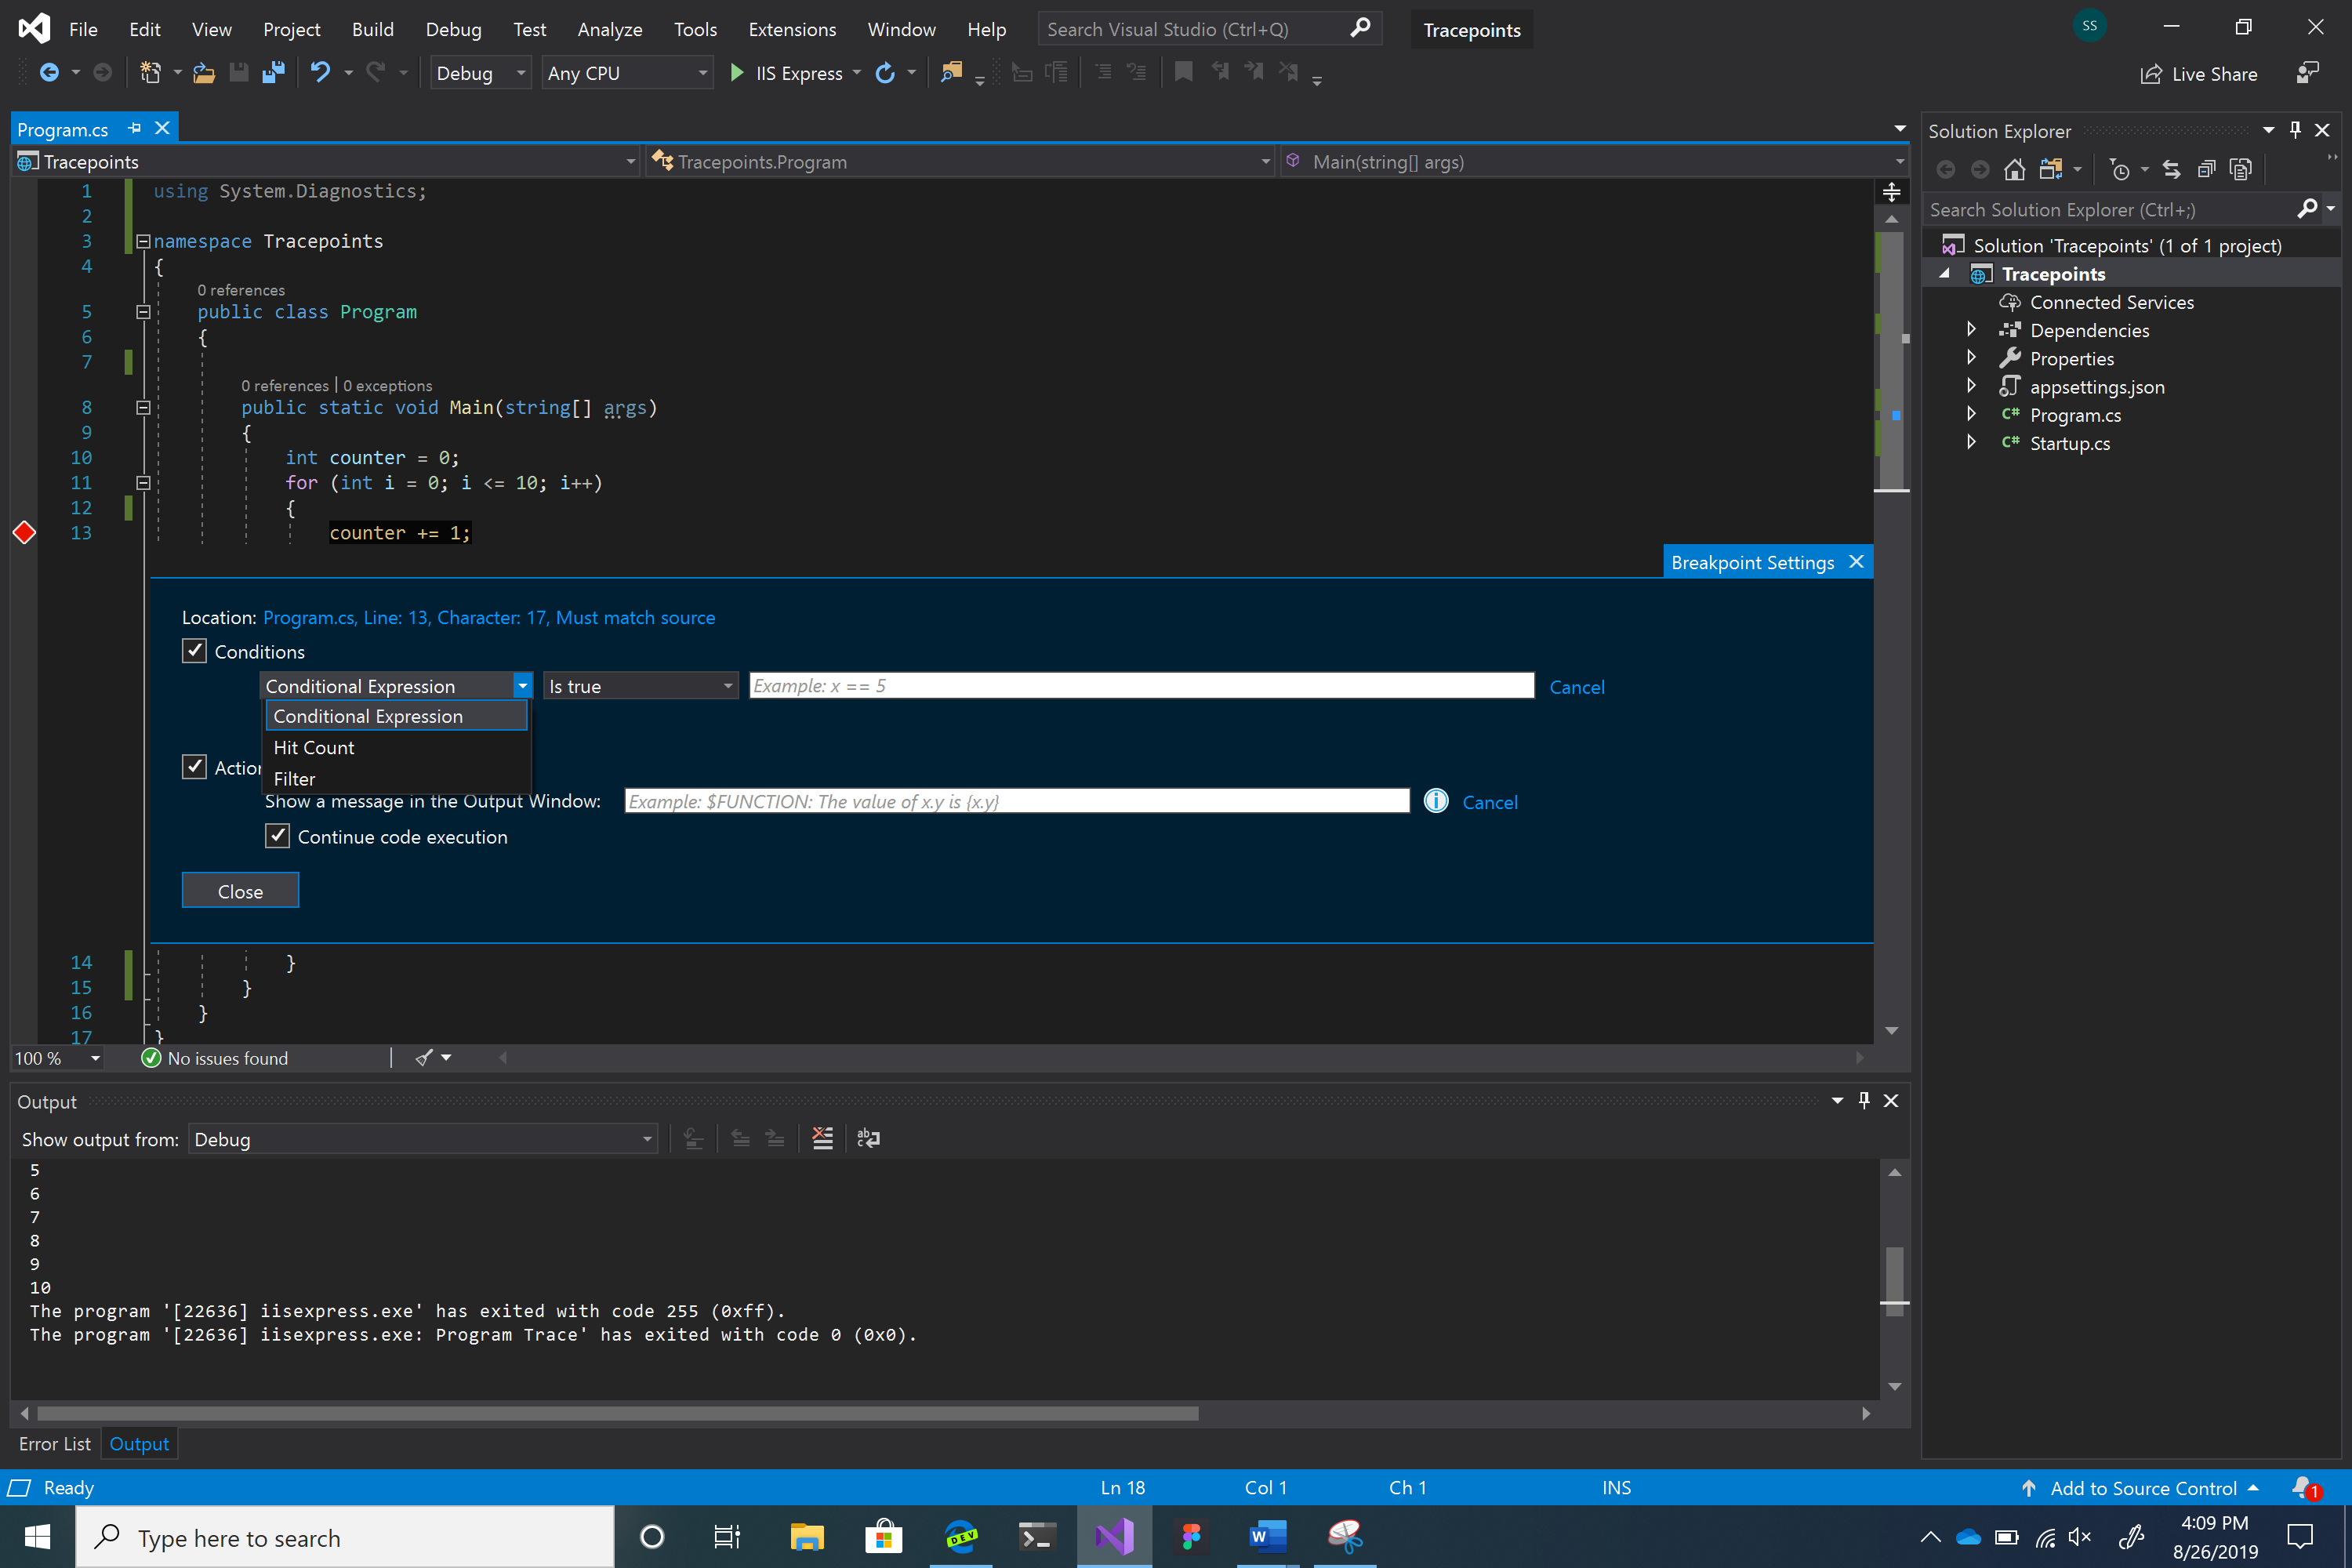 File Edit View Project Build Debug Test Analyze Tools Extensions Window Help Search Visual Studio (Ctrl+Q) Tracepoints SS
Debug Any CPU IIS Express Live Share
Program.cs
Tracepoints Tracepoints.Program Main(string[] args)
1 using System.Diagnostics;
2
3 namespace Tracepoints
4 {
0 references
5 public class Program
6 {
7
0 references | 0 exceptions
8 public static void Main(string[] args)
9 {
10 int counter = 0;
11 for (int i = 0; i <= 10; i++)
12 {
13 counter += 1;
Breakpoint Settings
Location: Program.cs, Line: 13, Character: 17, Must match source
Conditions
Conditional Expression Is true Example: x == 5 Cancel
Conditional Expression
Hit Count
Filter
Action
Show a message in the Output Window: Example: $FUNCTION: The value of x.y is {x.y} Cancel
Continue code execution
Close
14 }
15 }
16 }
17 }
100 % No issues found
Output
Show output from: Debug
5
6
7
8
9
10
The program '[22636] iisexpress.exe' has exited with code 255 (0xff).
The program '[22636] iisexpress.exe: Program Trace' has exited with code 0 (0x0).
Error List Output
Solution Explorer
Search Solution Explorer (Ctrl+;)
Solution 'Tracepoints' (1 of 1 project)
Tracepoints
Connected Services
Dependencies
Properties
appsettings.json
C# Program.cs
C# Startup.cs
Ready Ln 18 Col 1 Ch 1 INS Add to Source Control 1
Type here to search DEV W 4:09 PM
8/26/2019